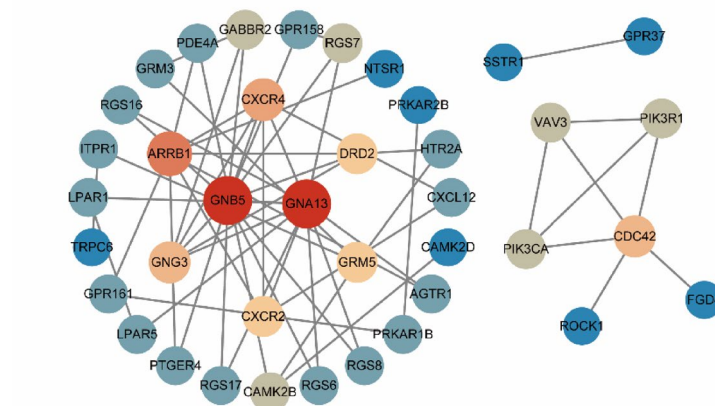 GABBR2
GPR158
PDE4A
RGS7
GRM3
NTSR1
GPR37
SSTR1
CXCR4
RGS16
PRKAR2B
VAV3
PIK3R1
ITPR1
ARRB1
DRD2
HTR2A
LPAR1
GNB5
GNA13
CXCL12
TRPC6
CAMK2D
CDC42
PIK3CA
GNG3
GRM5
GPR161
AGTR1
FGD
CXCR2
LPAR5
PRKAR1B
ROCK1
PTGER4
RGS8
RGS17
CAMK2B
RGS6